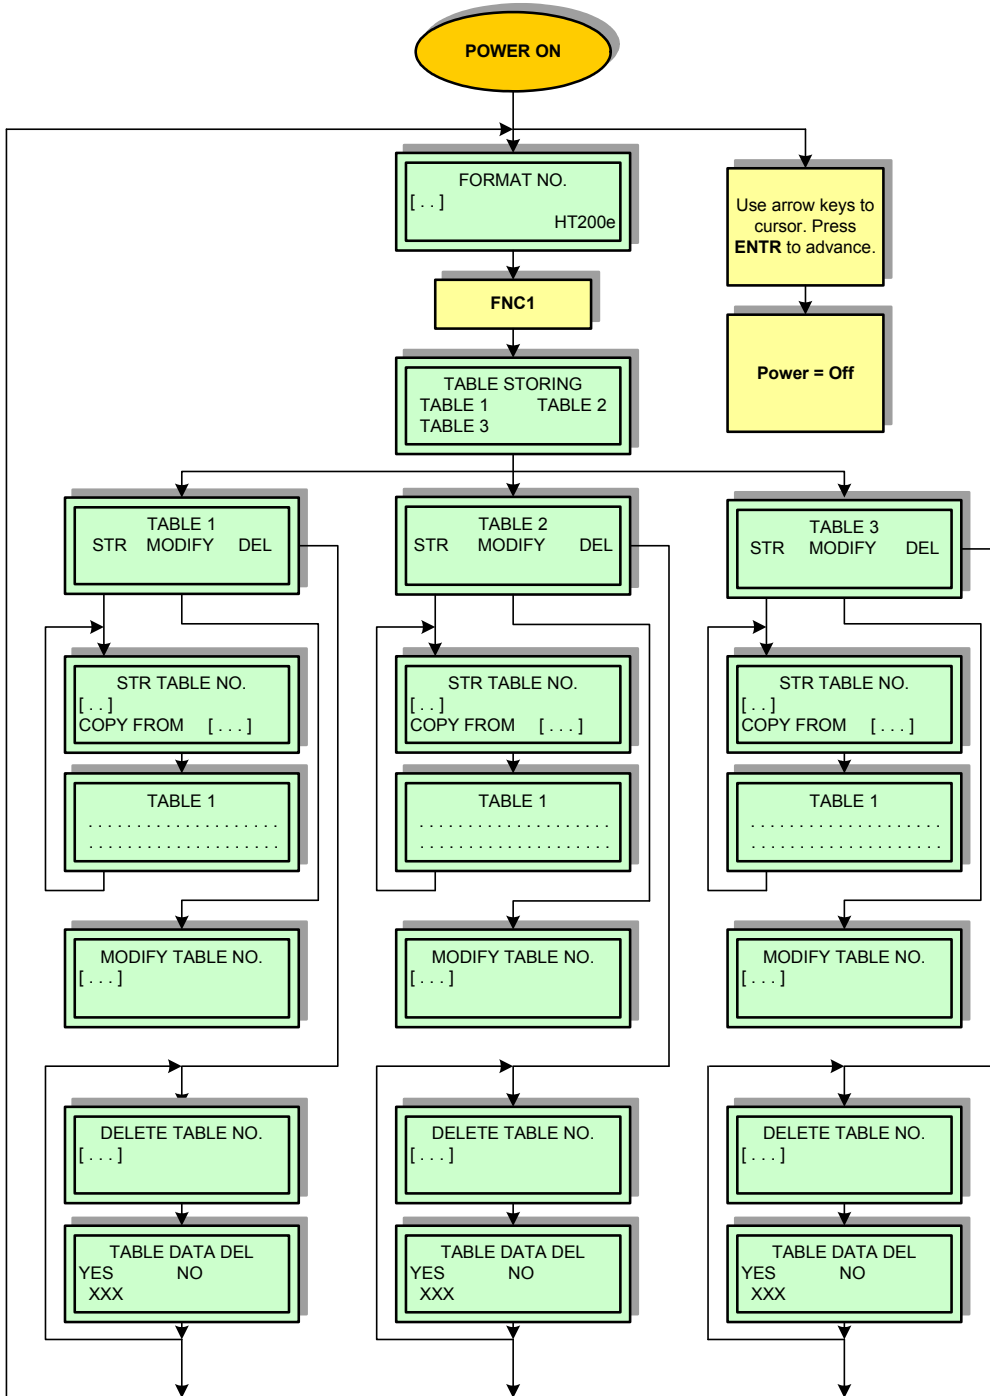 POWER ON
FORMAT NO.
[ . . ]
HT200e
Use arrow keys to
cursor. Press
ENTR to advance.
FNC1
Power = Off
TABLE STORING
TABLE 1 TABLE 2
TABLE 3
TABLE 1
STR MODIFY DEL
TABLE 2
STR MODIFY DEL
TABLE 3
STR MODIFY DEL
STR TABLE NO.
[ . . ]
COPY FROM [ . . . ]
STR TABLE NO.
[ . . ]
COPY FROM [ . . . ]
STR TABLE NO.
[ . . ]
COPY FROM [ . . . ]
TABLE 1
. . . . . . . . . . . . . . . . . . . .
. . . . . . . . . . . . . . . . . . . .
TABLE 1
. . . . . . . . . . . . . . . . . . . .
. . . . . . . . . . . . . . . . . . . .
TABLE 1
. . . . . . . . . . . . . . . . . . . .
. . . . . . . . . . . . . . . . . . . .
MODIFY TABLE NO.
[ . . . ]
MODIFY TABLE NO.
[ . . . ]
MODIFY TABLE NO.
[ . . . ]
DELETE TABLE NO.
[ . . . ]
DELETE TABLE NO.
[ . . . ]
DELETE TABLE NO.
[ . . . ]
TABLE DATA DEL
YES NO
XXX
TABLE DATA DEL
YES NO
XXX
TABLE DATA DEL
YES NO
XXX